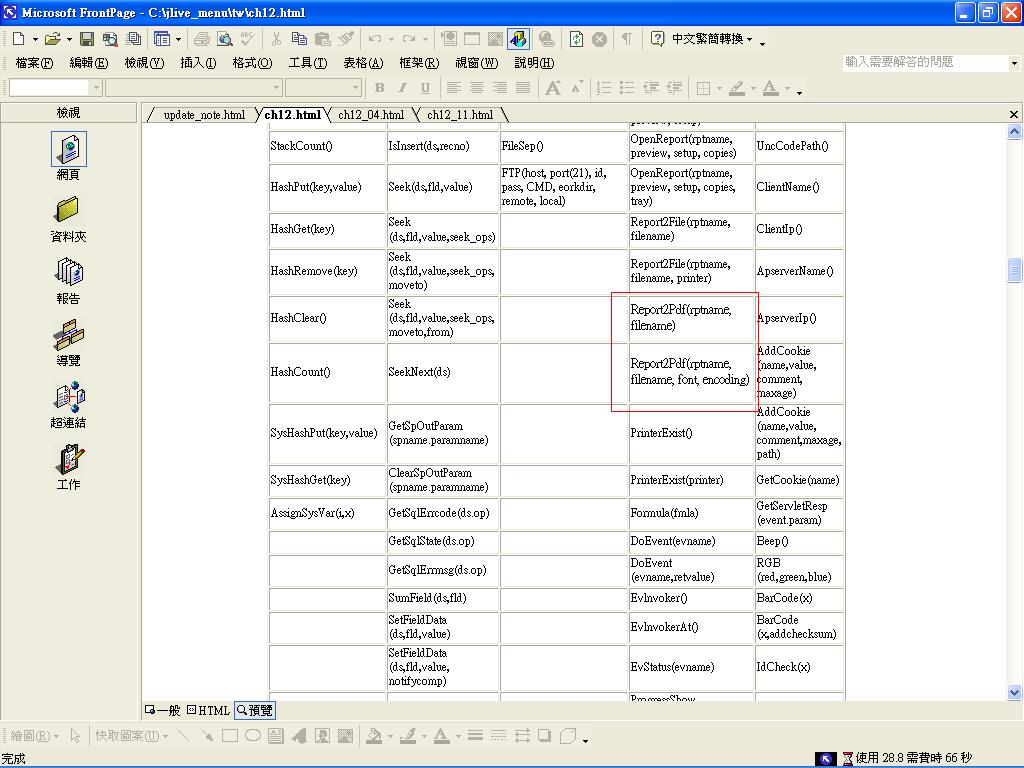 Microsoft FrontPage - C:\jlive_menu\tw\ch12.html
中文繁簡轉換
檔案(F) 編輯(E) 檢視(V) 插入(I) 格式(O) 工具(T) 表格(A) 框架(R) 視窗(W) 說明(H)
輸入需要解答的問題
B I U
檢視
update_note.html ch12.html ch12_04.html ch12_11.html
網頁
資料夾
報告
導覽
超連結
工作
StackCount()
IsInsert(ds,recno)
FileSep()
OpenReport(rptname,
preview, setup, copies)
UncCodePath()
HashPut(key,value)
Seek(ds,fld,value)
FTP(host, port(21), id,
pass, CMD, eorkdir,
remote, local)
OpenReport(rptname,
preview, setup, copies,
tray)
ClientName()
HashGet(key)
Seek
(ds,fld,value,seek_ops)
Report2File(rptname,
filename)
ClientIp()
HashRemove(key)
Seek
(ds,fld,value,seek_ops,
moveto)
Report2File(rptname,
filename, printer)
ApserverName()
HashClear()
Seek
(ds,fld,value,seek_ops,
moveto,from)
Report2Pdf(rptname,
filename)
ApserverIp()
HashCount()
SeekNext(ds)
Report2Pdf(rptname,
filename, font, encoding)
AddCookie
(name,value,
comment,
maxage)
SysHashPut(key,value)
GetSpOutParam
(spname.paramname)
PrinterExist()
AddCookie
(name,value,
comment,maxage,
path)
SysHashGet(key)
ClearSpOutParam
(spname.paramname)
PrinterExist(printer)
GetCookie(name)
AssignSysVar(i,x)
GetSqlErrcode(ds.op)
Formula(fmla)
GetServletResp
(event.param)
GetSqlState(ds.op)
DoEvent(evname)
Beep()
GetSqlErrmsg(ds.op)
DoEvent
(evname,retvalue)
RGB
(red,green,blue)
SumField(ds,fld)
EvInvoker()
BarCode(x)
SetFieldData
(ds,fld,value)
EvInvokerAt()
BarCode
(x,addchecksum)
SetFieldData
(ds,fld,value,
notifycomp)
EvStatus(evname)
IdCheck(x)
ProgressShow
一般 HTML 預覽
繪圖(R) 快取圖案(U)
完成
使用 28.8 需費時 66 秒